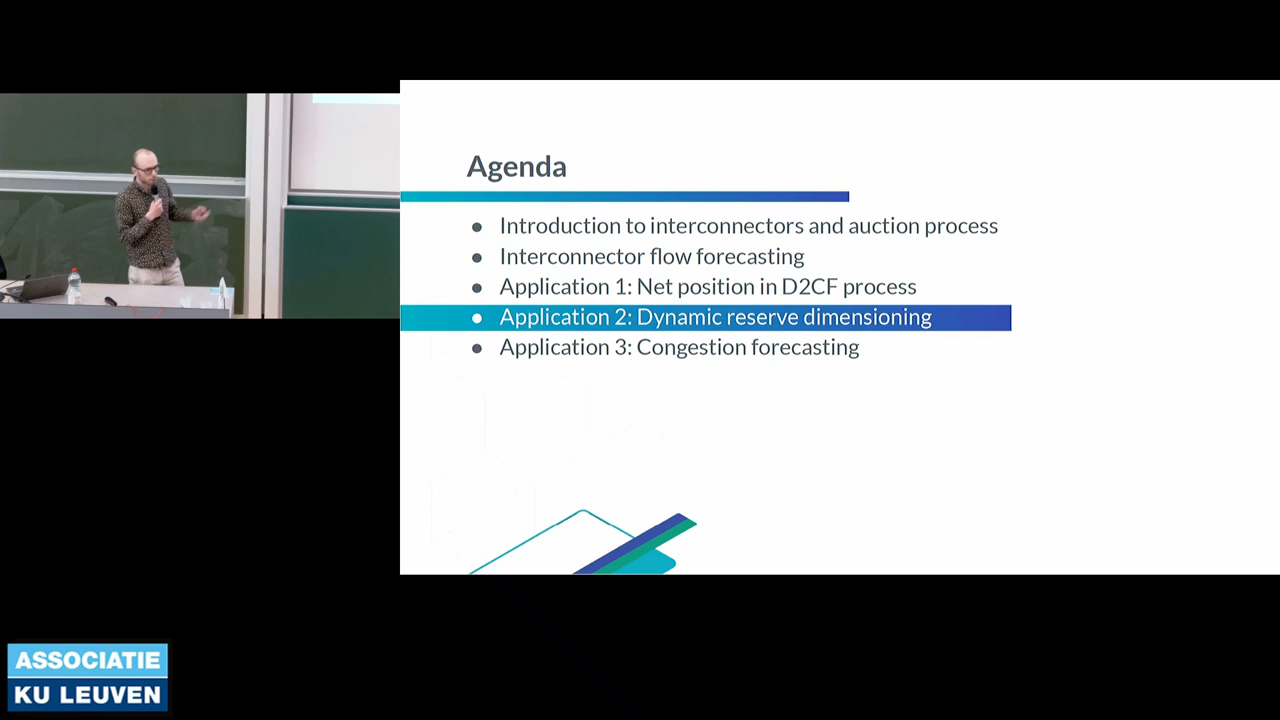 Agenda
Introduction to interconnectors and auction process
Interconnector flow forecasting
Application 1: Net position in D2CF process
Application 2: Dynamic reserve dimensioning
Application 3: Congestion forecasting
ASSOCIATIE
KU LEUVEN